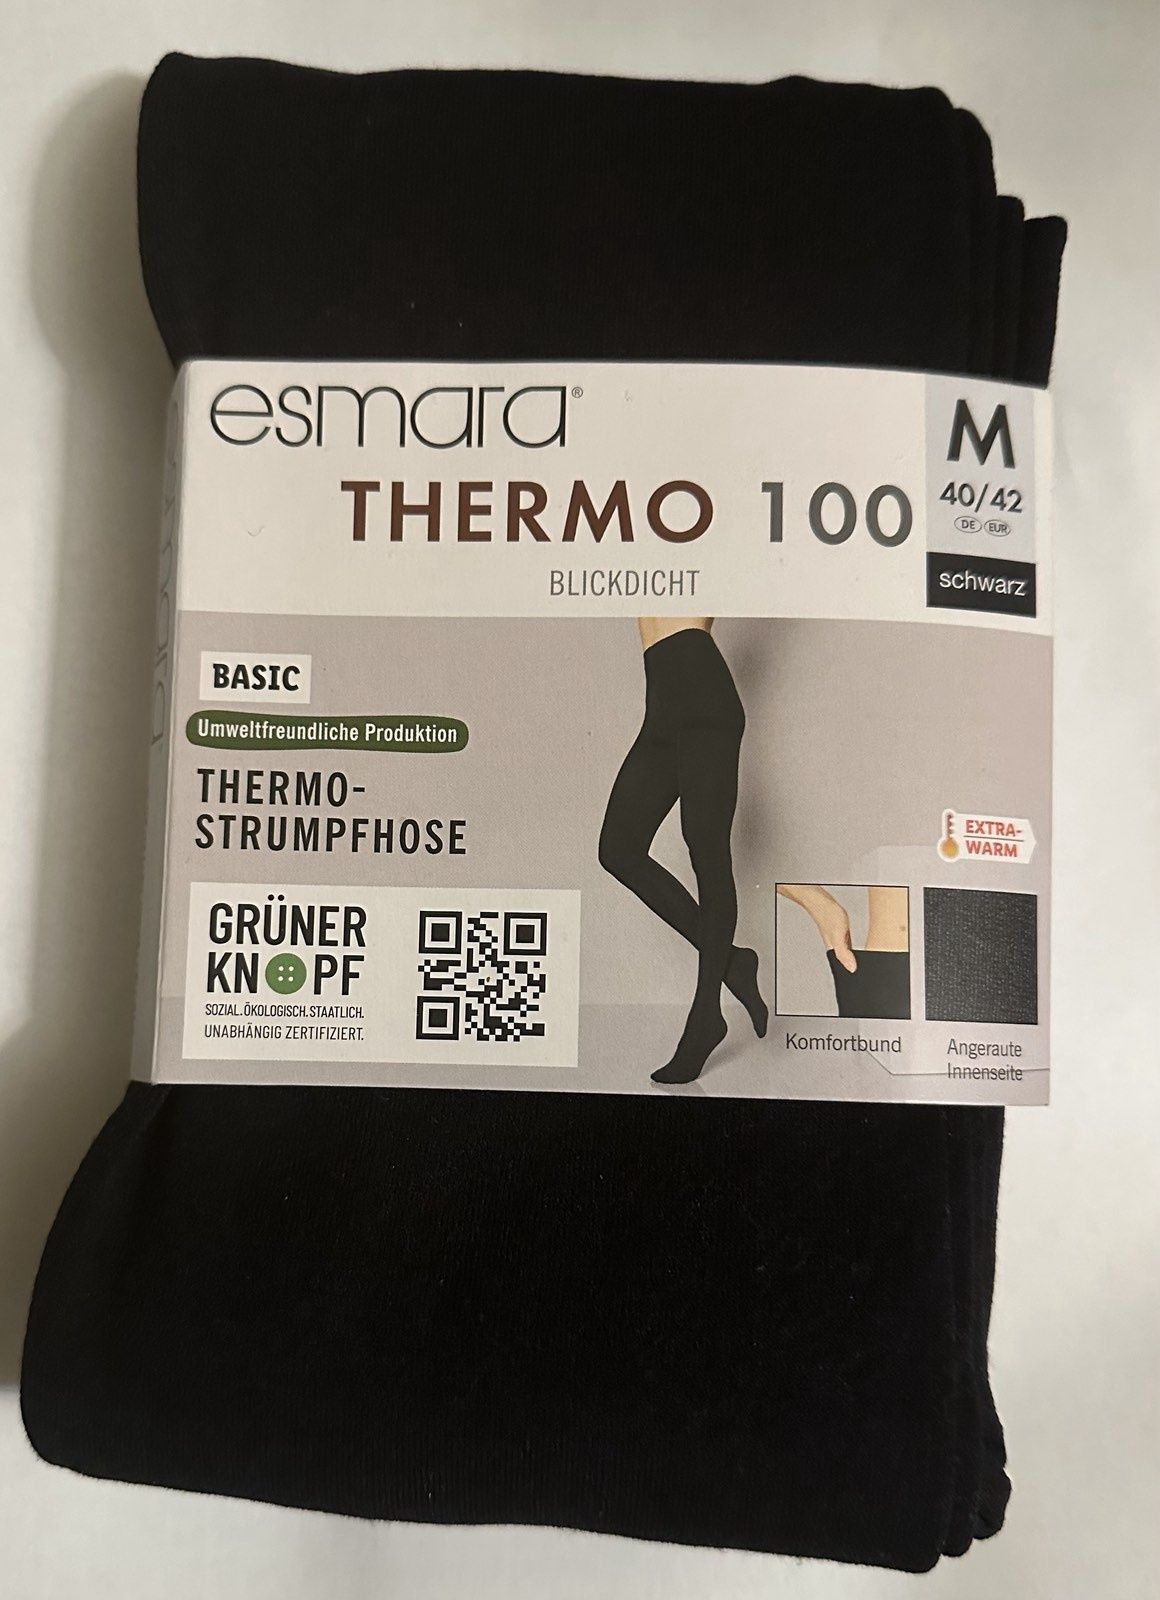 esmara®
THERMO 100
BLICKDICHT
M
40/42
DE EUR
schwarz
BASIC
Umweltfreundliche Produktion
THERMO-
STRUMPFHOSE
GRÜNER
KNOPF
SOZIAL. ÖKOLOGISCH. STAATLICH.
UNABHÄNGIG ZERTIFIZIERT.
EXTRA-
WARM
Komfortbund
Angeraute
Innenseite